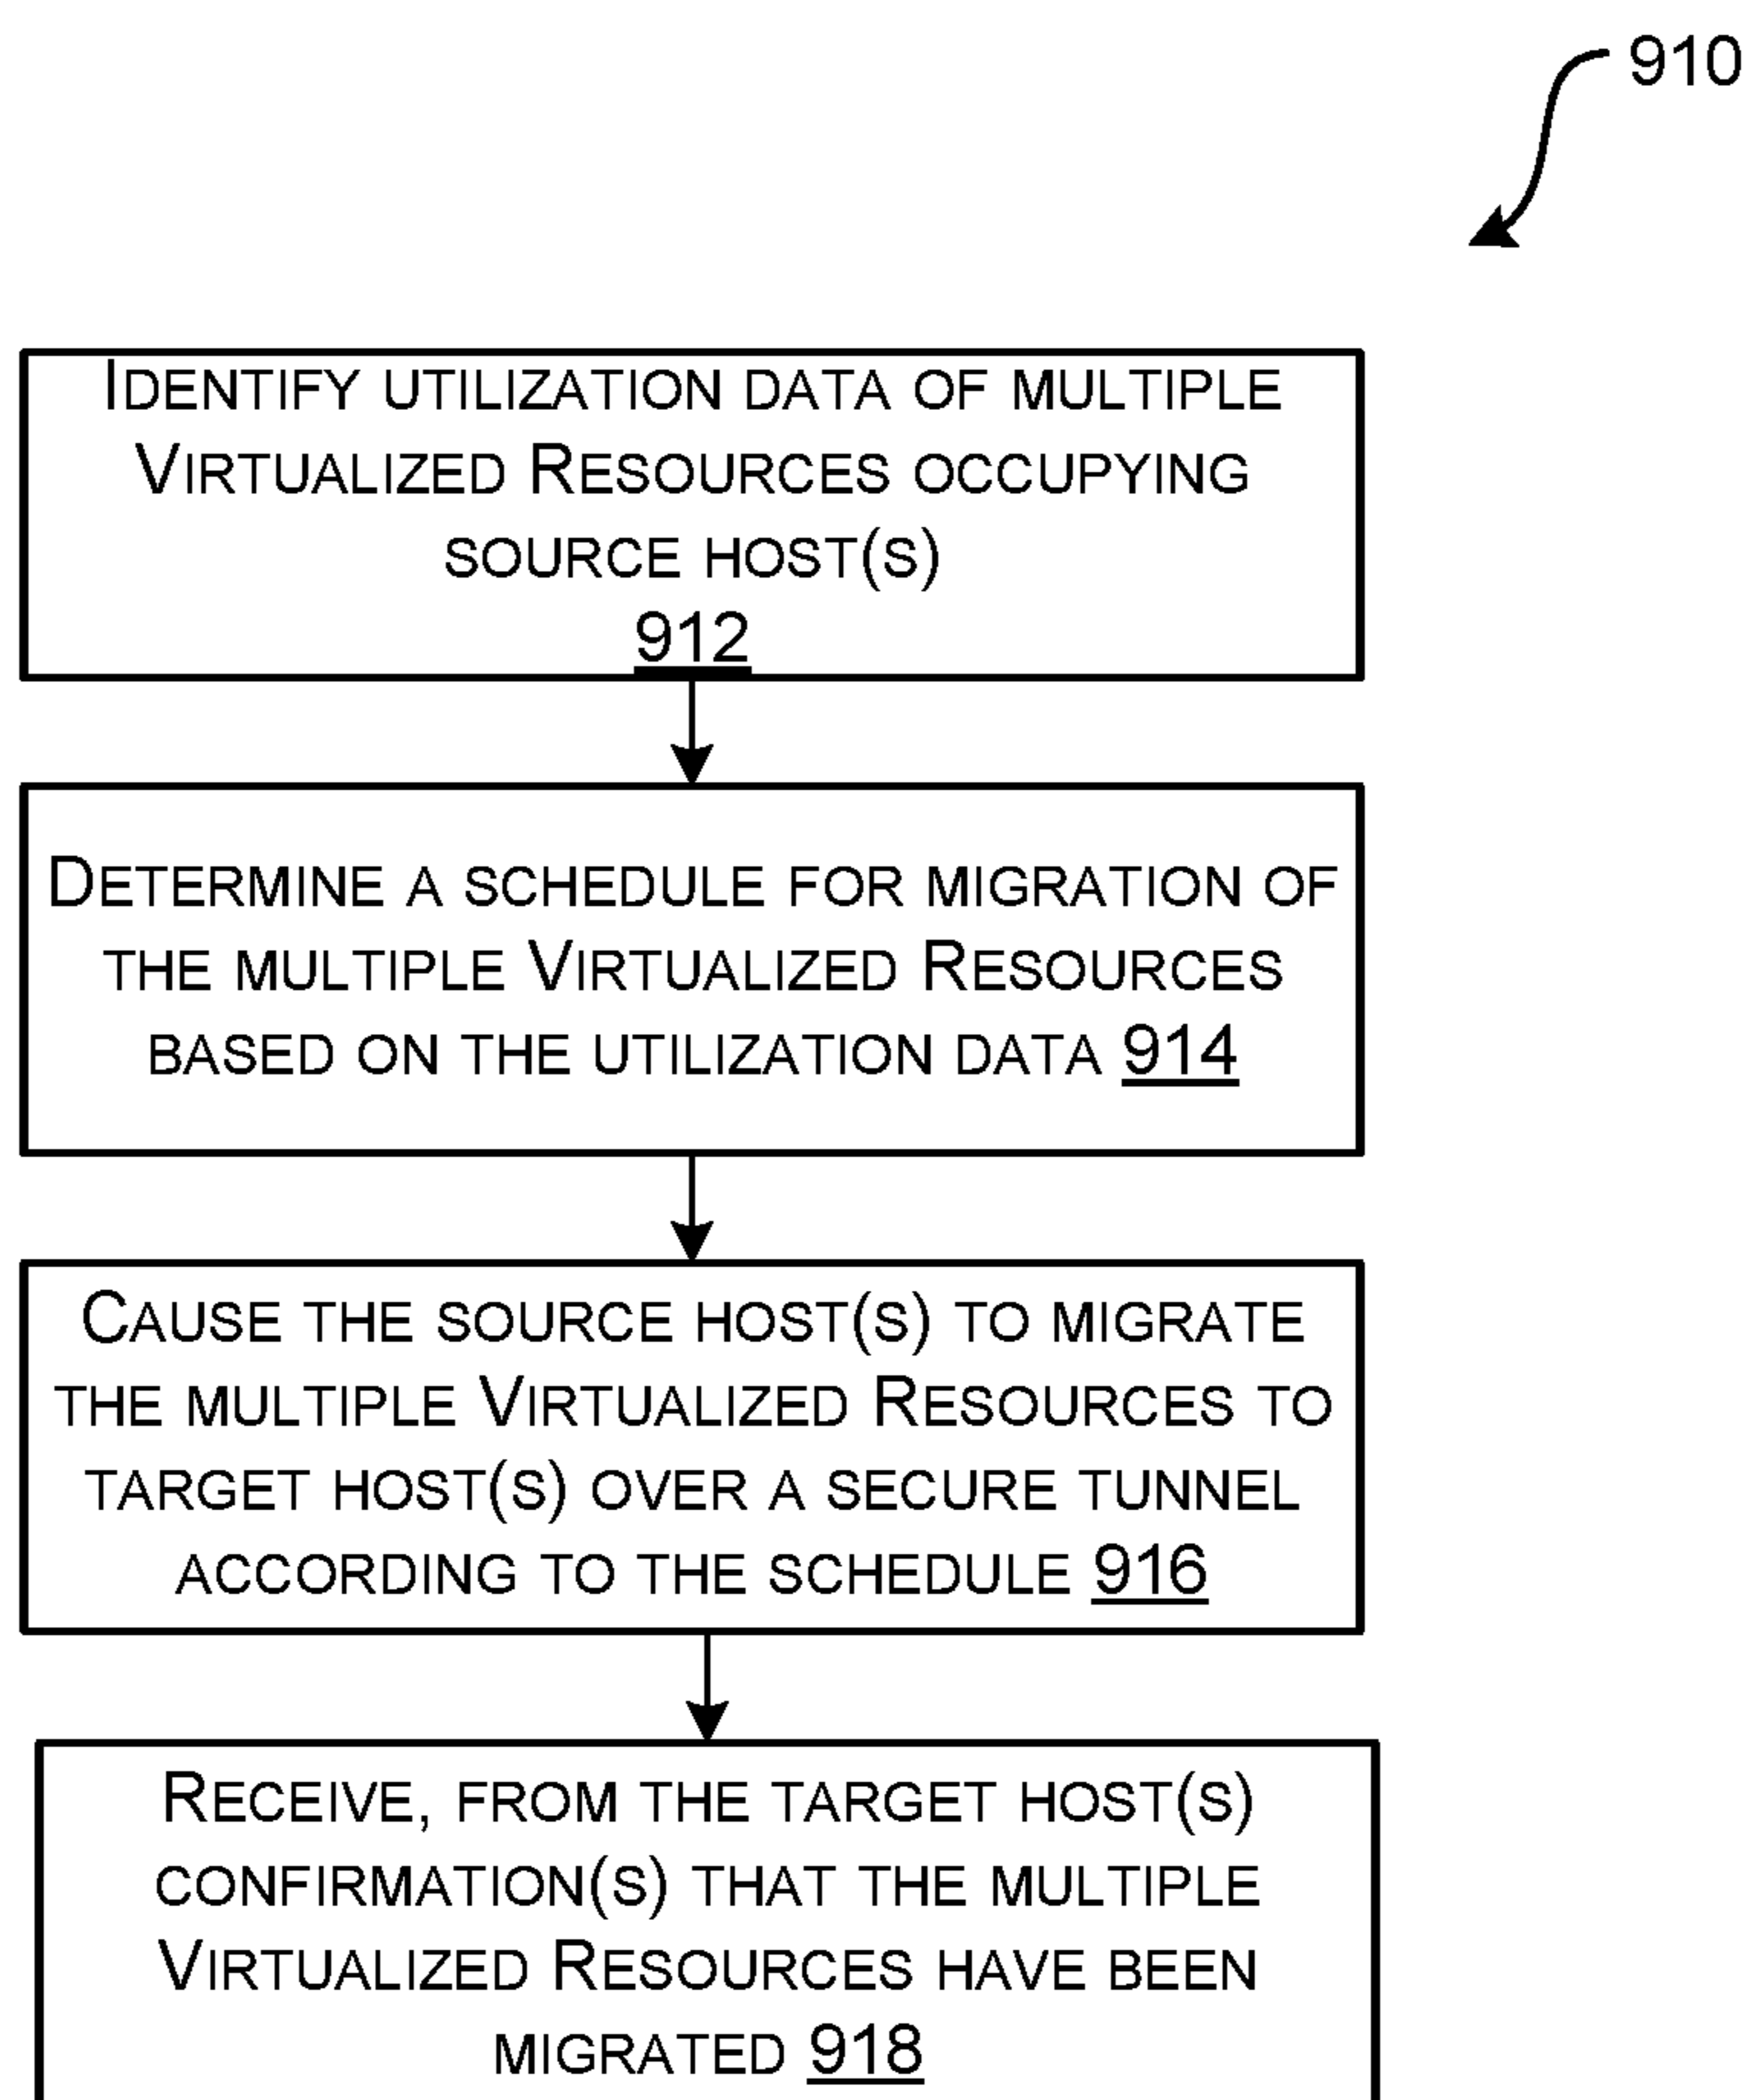 910
IDENTIFY UTILIZATION DATA OF MULTIPLE
VIRTUALIZED RESOURCES OCCUPYING
SOURCE HOST(S)
912
DETERMINE A SCHEDULE FOR MIGRATION OF
THE MULTIPLE VIRTUALIZED RESOURCES
BASED ON THE UTILIZATION DATA 914
CAUSE THE SOURCE HOST(S) TO MIGRATE
THE MULTIPLE VIRTUALIZED RESOURCES TO
TARGET HOST(S) OVER A SECURE TUNNEL
ACCORDING TO THE SCHEDULE 916
RECEIVE, FROM THE TARGET HOST(S)
CONFIRMATION(S) THAT THE MULTIPLE
VIRTUALIZED RESOURCES HAVE BEEN
MIGRATED 918